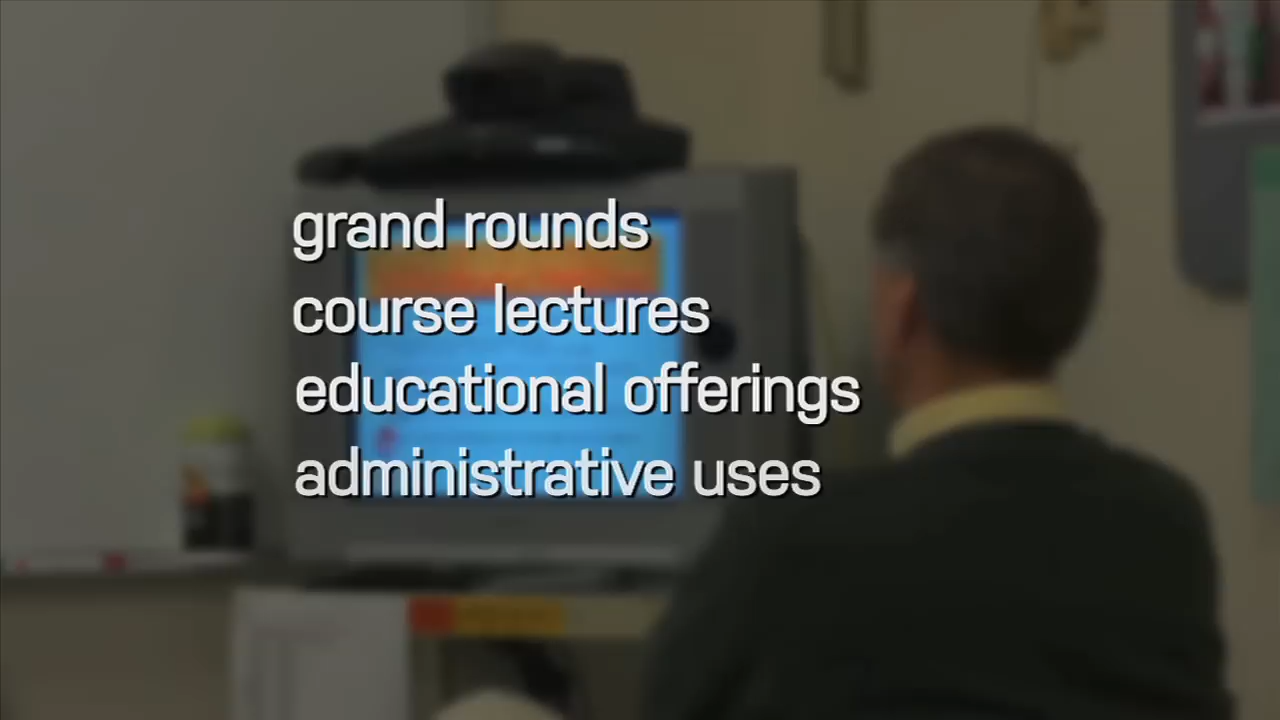 grand rounds
course lectures
educational offerings
administrative uses